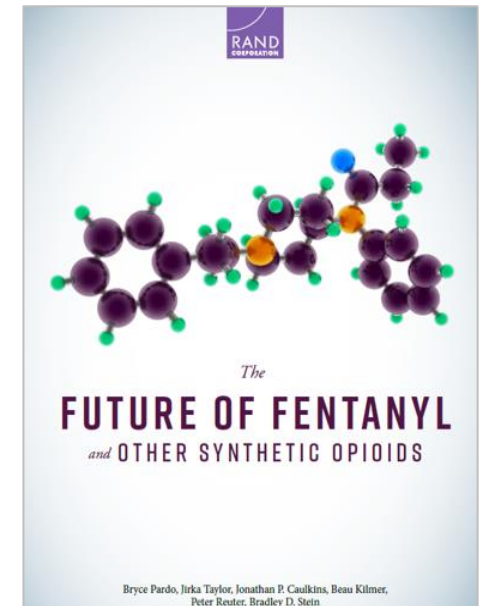 RAND
CORPORATION
The
FUTURE OF FENTANYL
and OTHER SYNTHETIC OPIOIDS
Bryce Pardo, Jirka Taylor, Jonathan P. Caulkins, Beau Kilmer,
Peter Reuter, Bradley D. Stein